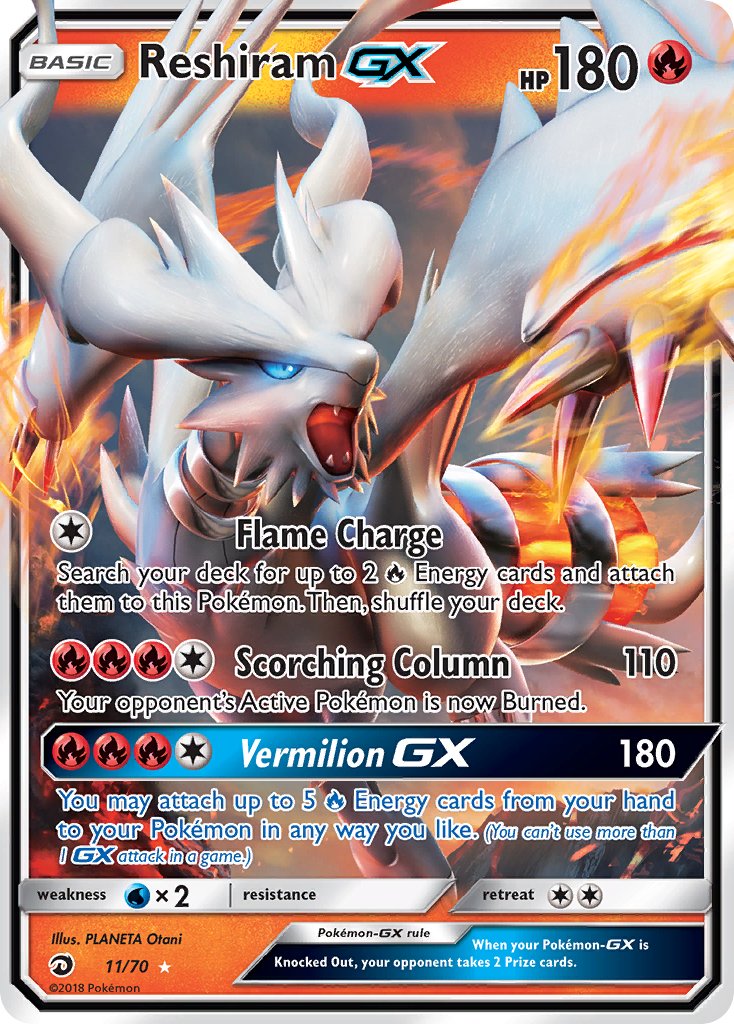 BASIC Reshiram GX HP 180
Flame Charge
Search your deck for up to 2 Energy cards and attach
them to this Pokémon. Then, shuffle your deck.
Scorching Column 110
Your opponent's Active Pokémon is now Burned.
Vermilion GX 180
You may attach up to 5 Energy cards from your hand
to your Pokémon in any way you like. (You can't use more than
1 GX attack in a game.)
weakness ×2 resistance retreat
Illus. PLANETA Otani
Pokémon-GX rule
When your Pokémon-GX is
Knocked Out, your opponent takes 2 Prize cards.
11/70
©2018 Pokémon